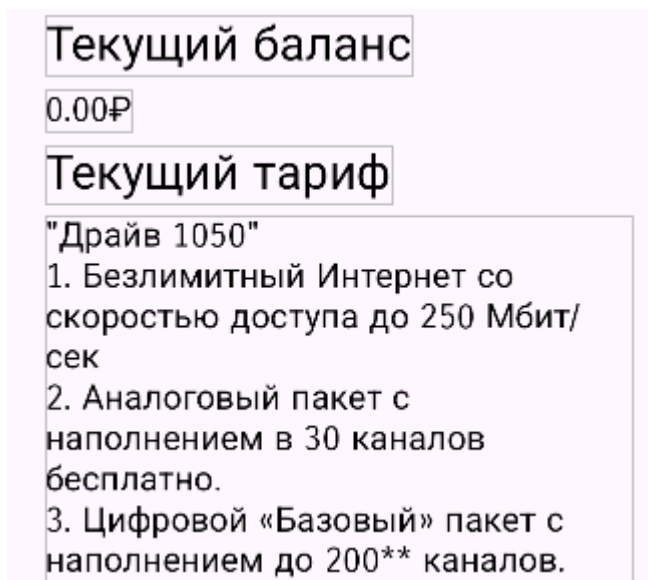 Текущий баланс
0.00₽
Текущий тариф
"Драйв 1050"
1. Безлимитный Интернет со
скоростью доступа до 250 Мбит/
сек
2. Аналоговый пакет с
наполнением в 30 каналов
бесплатно.
3. Цифровой «Базовый» пакет с
наполнением до 200** каналов.